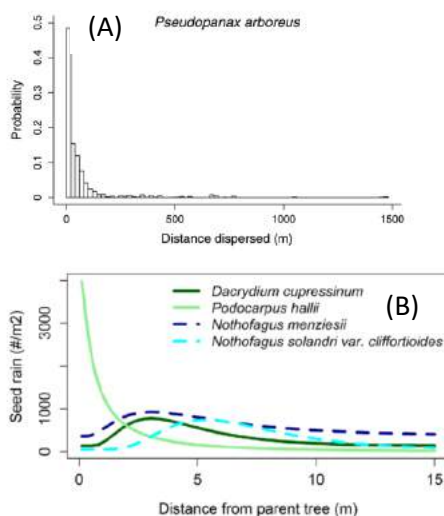 (A)
Pseudopanax arboreus
Probability
0.5
0.4
0.3
0.2
0.1
0
0 500 1000 1500
Distance dispersed (m)
(B)
Dacrydium cupressinum
Podocarpus hallii
Nothofagus menziesii
Nothofagus solandri var. cliffortioides
Seed rain (#/m2)
3000
1000
0
0 5 10 15
Distance from parent tree (m)